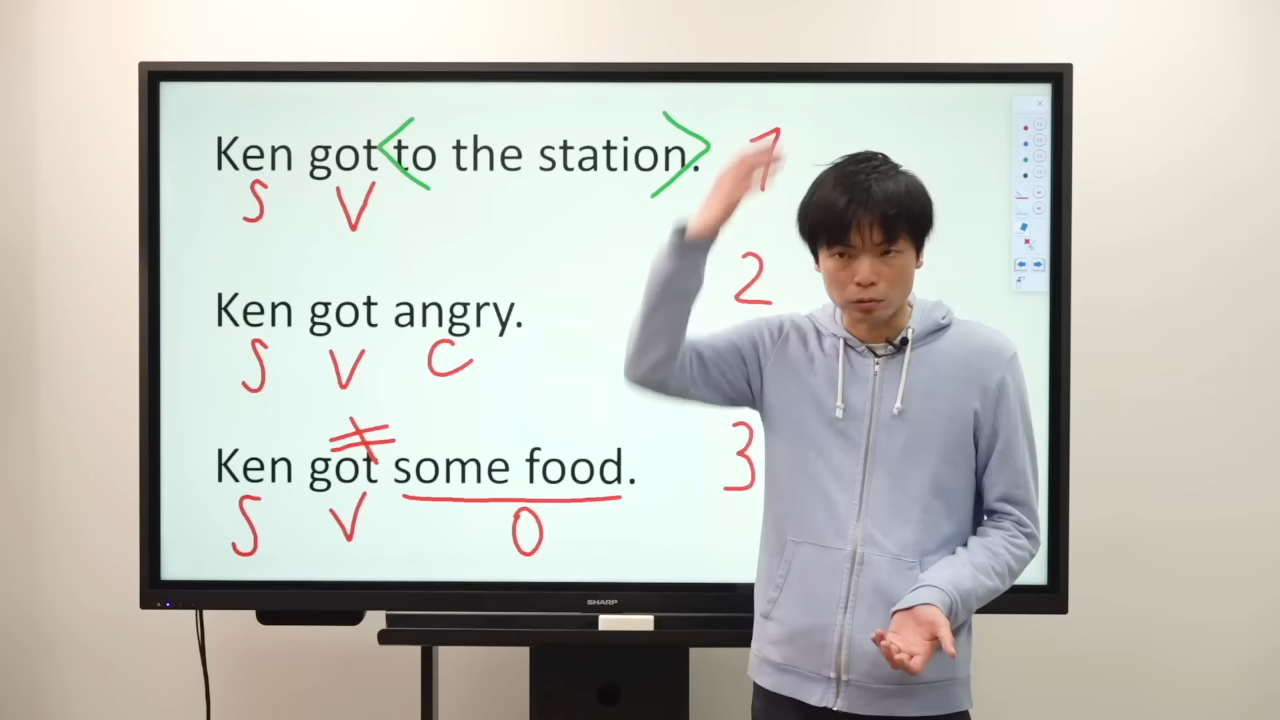 Ken got <to the station>. 1
S V
2
Ken got angry.
S V C
≠
Ken got some food. 3
S V O
SHARP